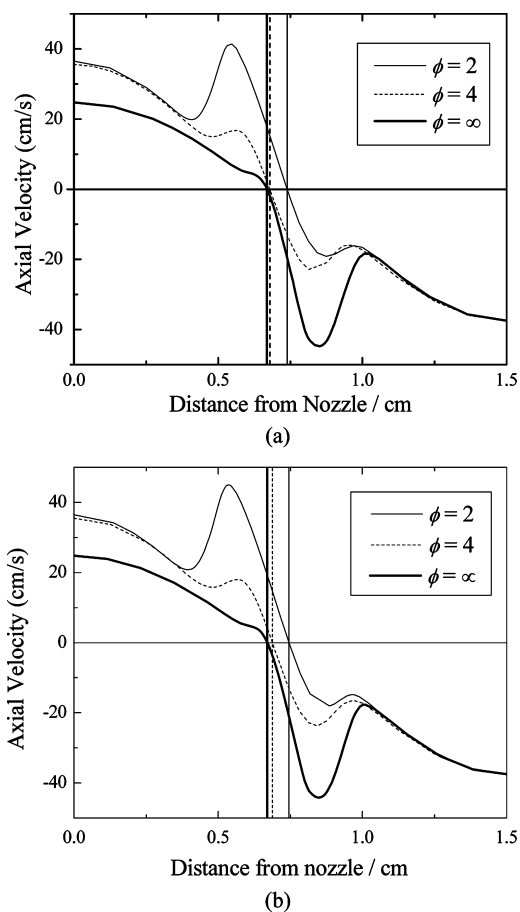 40
20
0
-20
-40
Axial Velocity (cm/s)
ϕ = 2
ϕ = 4
ϕ = ∞
0.0 0.5 1.0 1.5
Distance from Nozzle / cm
(a)
40
20
0
-20
-40
Axial Velocity (cm/s)
ϕ = 2
ϕ = 4
ϕ = ∝
0.0 0.5 1.0 1.5
Distance from nozzle / cm
(b)